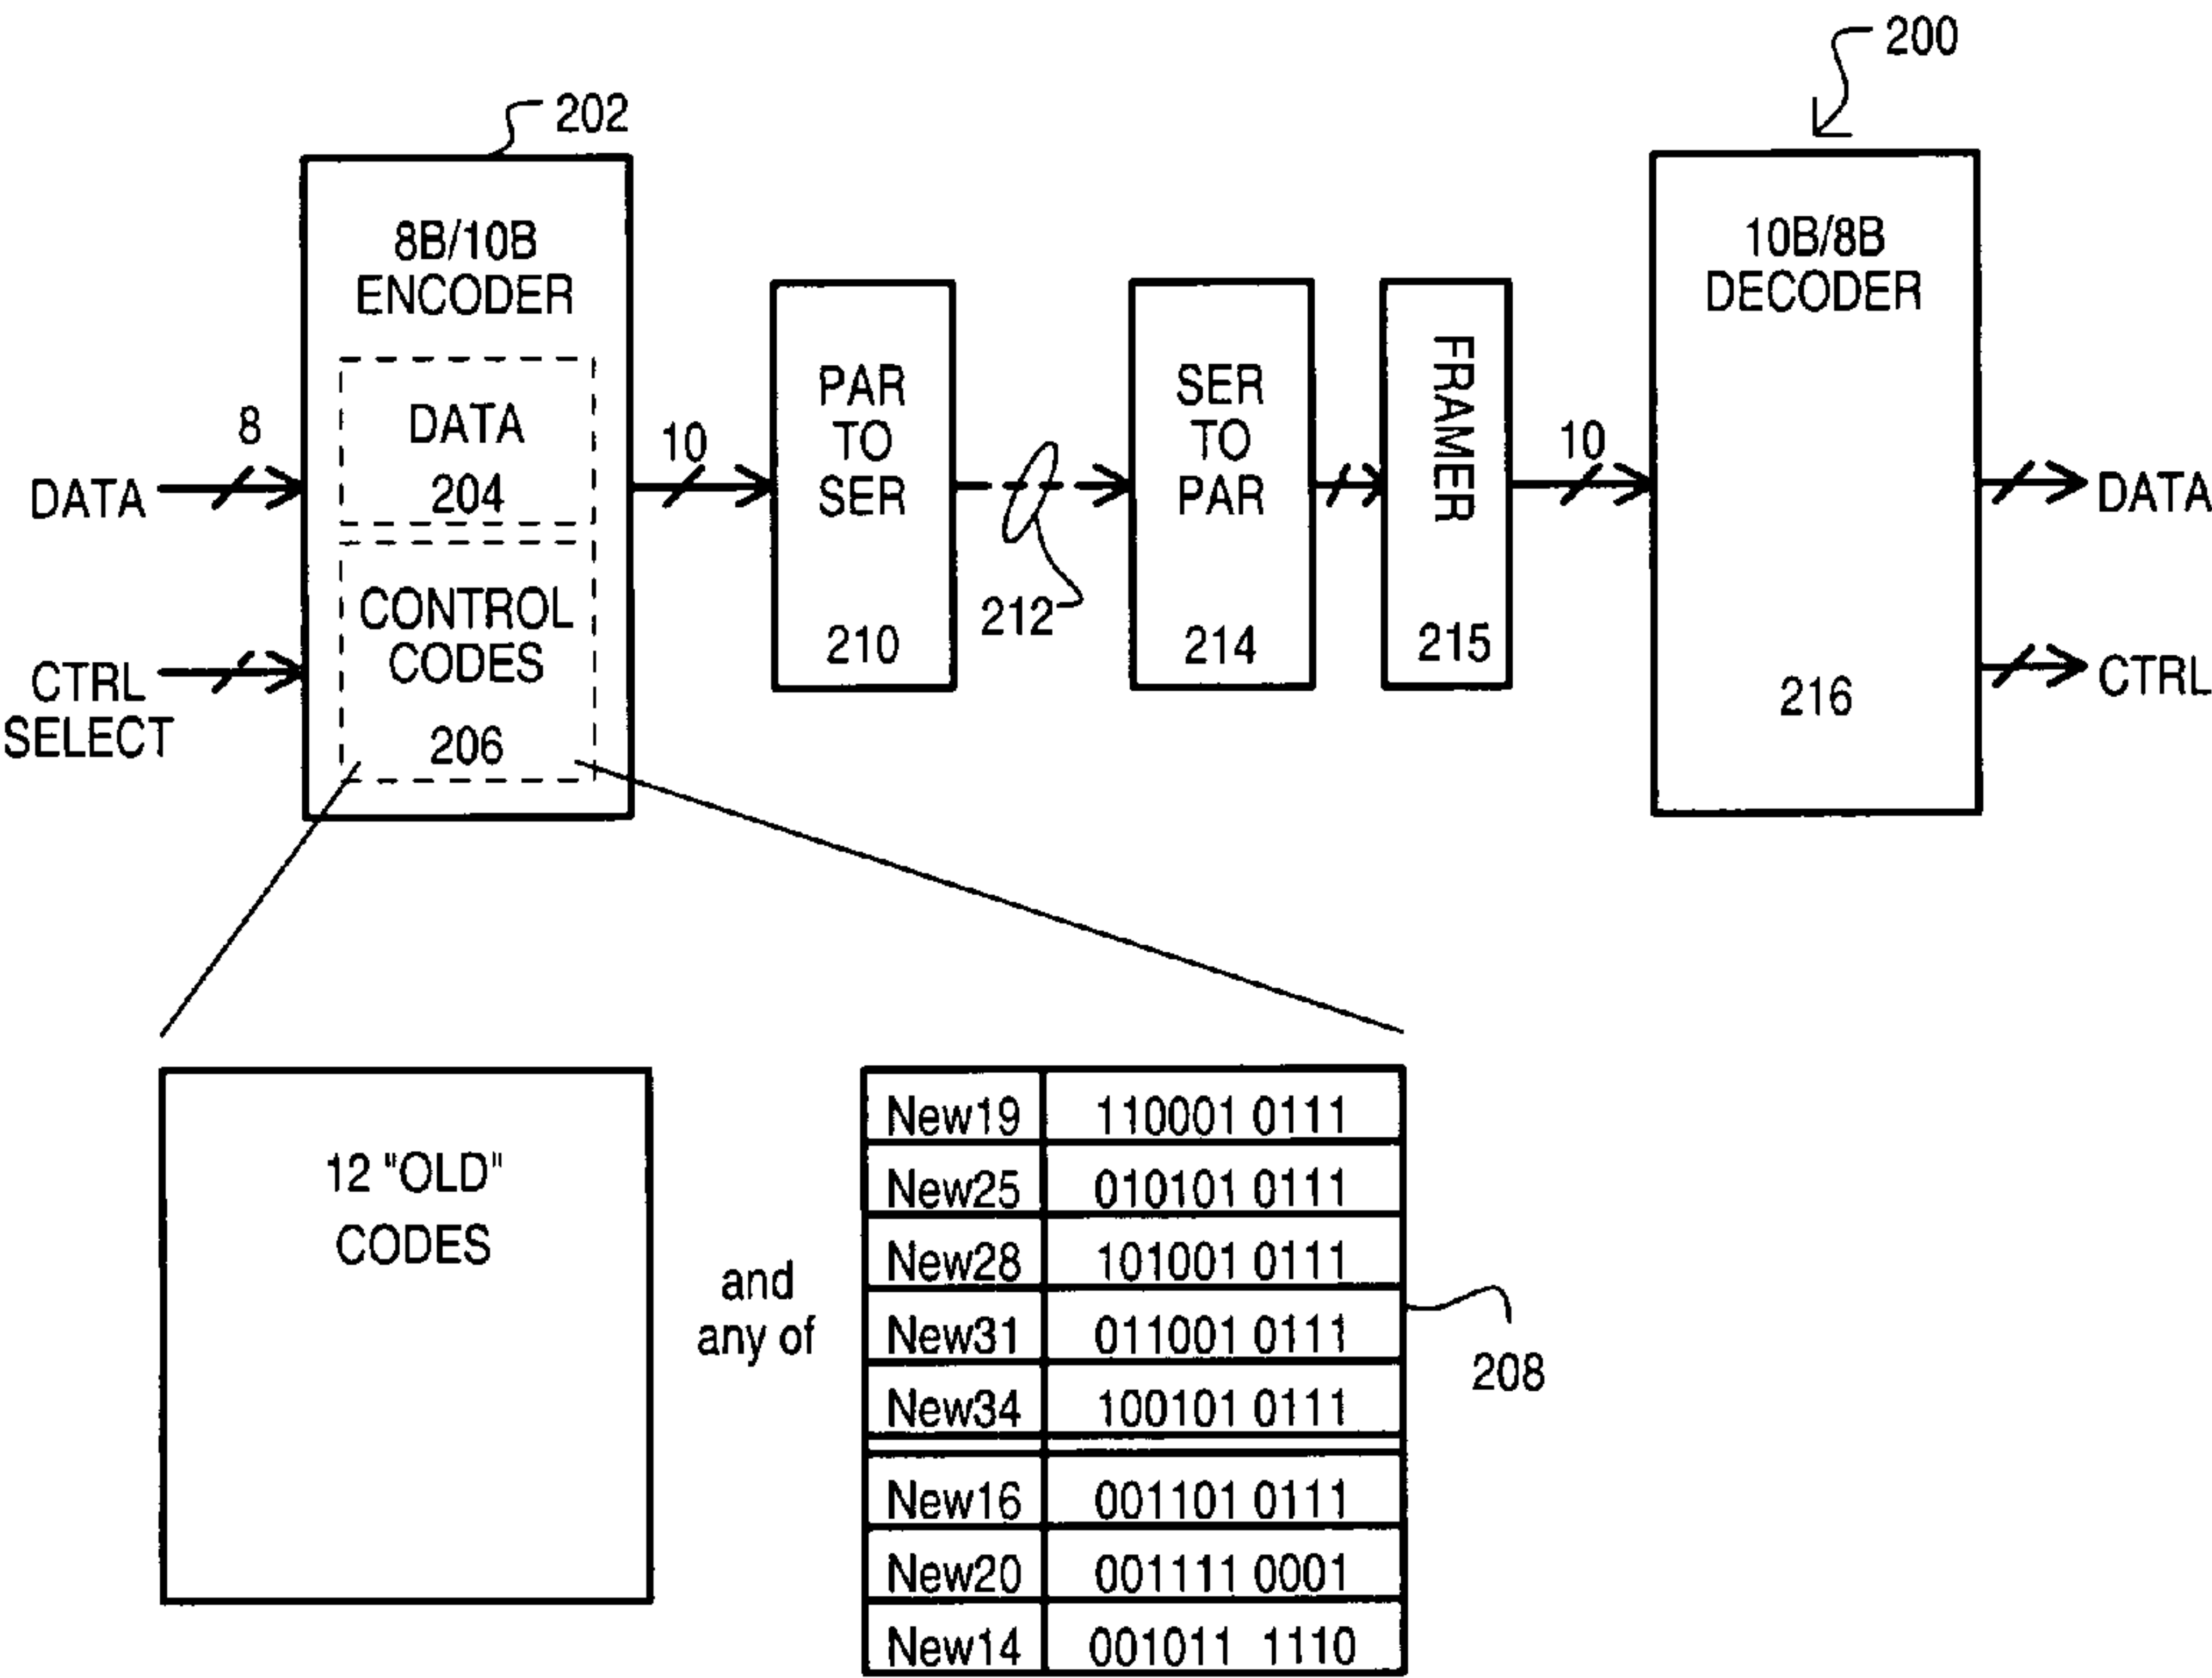 200
202
8B/10B
ENCODER
DATA
204
CONTROL
CODES
206
8
DATA
CTRL
SELECT
10
PAR
TO
SER
210
212
SER
TO
PAR
214
FRAMER
215
10
10B/8B
DECODER
216
DATA
CTRL
12 "OLD"
CODES
and
any of
New19 110001 0111
New25 010101 0111
New28 101001 0111
New31 011001 0111
New34 100101 0111
New16 001101 0111
New20 001111 0001
New14 001011 1110
208